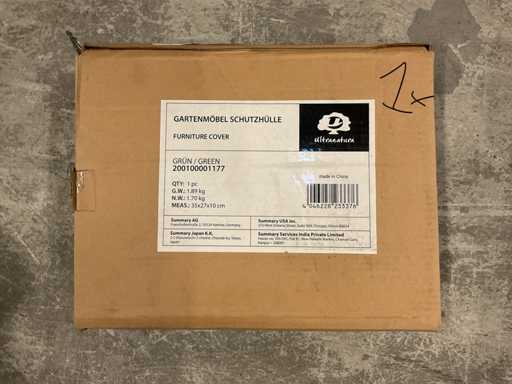 GARTENMÖBEL SCHUTZHÜLLE
FURNITURE COVER
ultranatura
GRÜN / GREEN
200100001177
QTY: 1 pc
G.W.: 1.89 kg
N.W.: 1.70 kg
MEAS.: 35x27x10 cm
made in China
Summary AG
Summary USA Inc.
Summary Japan K.K.
Summary Services India Private Limited
1x